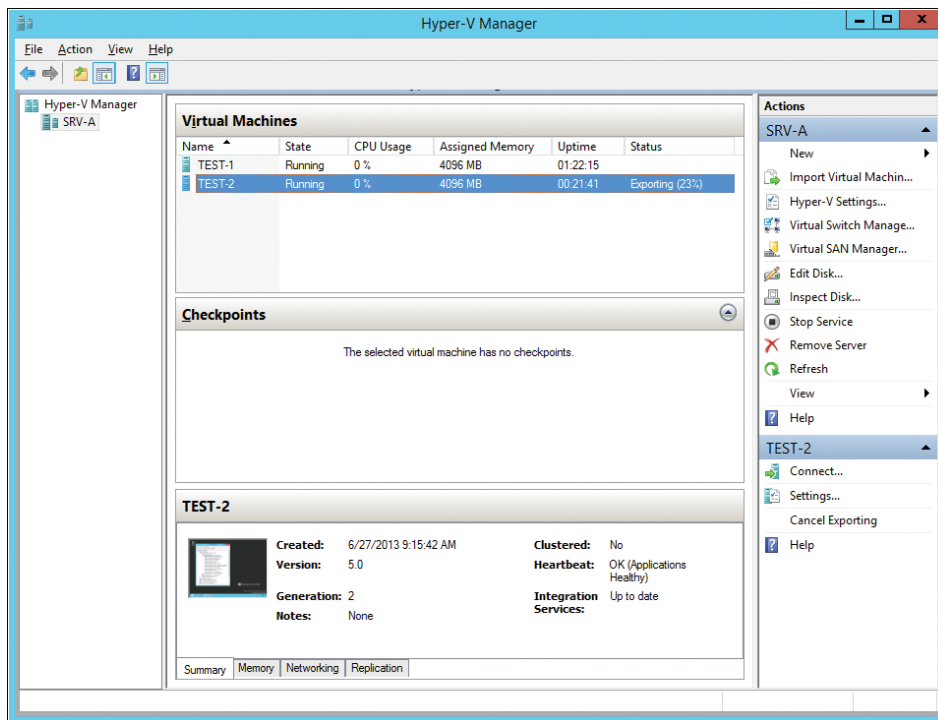 Hyper-V Manager
File Action View Help
Hyper-V Manager
SRV-A
Virtual Machines
Name State CPU Usage Assigned Memory Uptime Status
TEST-1 Running 0 % 4096 MB 01:22:15
TEST-2 Running 0 % 4096 MB 00:21:41 Exporting (23%)
Checkpoints
The selected virtual machine has no checkpoints.
TEST-2
Created: 6/27/2013 9:15:42 AM Clustered: No
Version: 5.0 Heartbeat: OK (Applications
Healthy)
Generation: 2 Integration Up to date
Services:
Notes: None
Summary Memory Networking Replication
Actions
SRV-A
New
Import Virtual Machin...
Hyper-V Settings...
Virtual Switch Manage...
Virtual SAN Manager...
Edit Disk...
Inspect Disk...
Stop Service
Remove Server
Refresh
View
Help
TEST-2
Connect...
Settings...
Cancel Exporting
Help